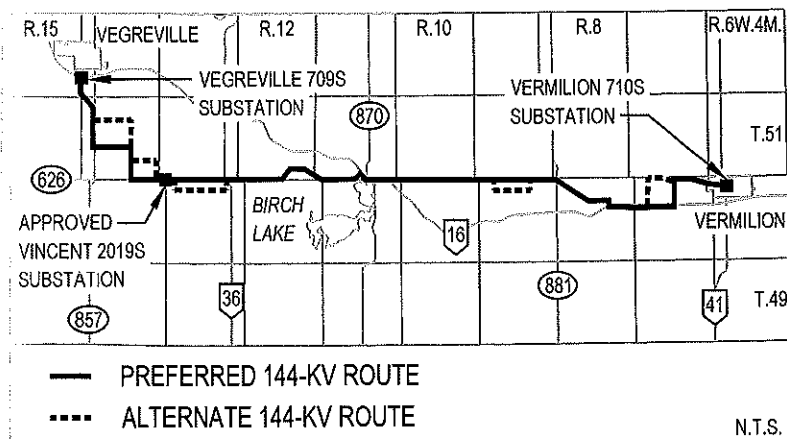 R.15
VEGREVILLE
R.12
R.10
R.8
R.6W.4M.
VEGREVILLE 709S
SUBSTATION
870
VERMILION 710S
SUBSTATION
T.51
626
APPROVED
VINCENT 2019S
SUBSTATION
BIRCH
LAKE
16
VERMILION
857
36
881
41
T.49
PREFERRED 144-KV ROUTE
ALTERNATE 144-KV ROUTE
N.T.S.